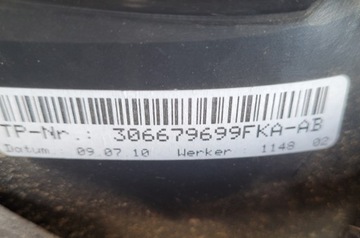 TP-Nr.: 306679699FKA-AB
Datum 09.07.10 Werker 1148 02